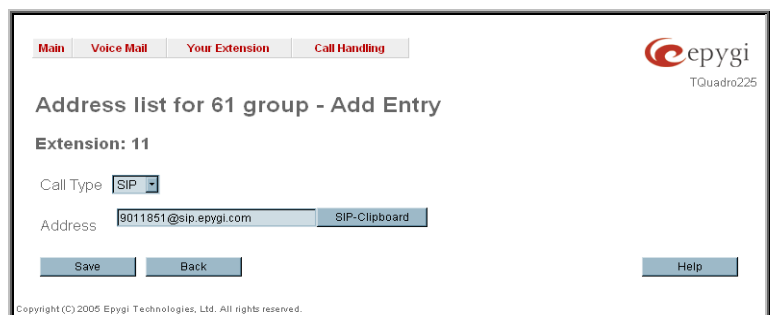 Main Voice Mail Your Extension Call Handling
epygi
TQuadro225
Address list for 61 group - Add Entry
Extension: 11
Call Type SIP
Address 9011851@sip.epygi.com SIP-Clipboard
Save Back Help
Copyright (C) 2005 Epygi Technologies, Ltd. All rights reserved.